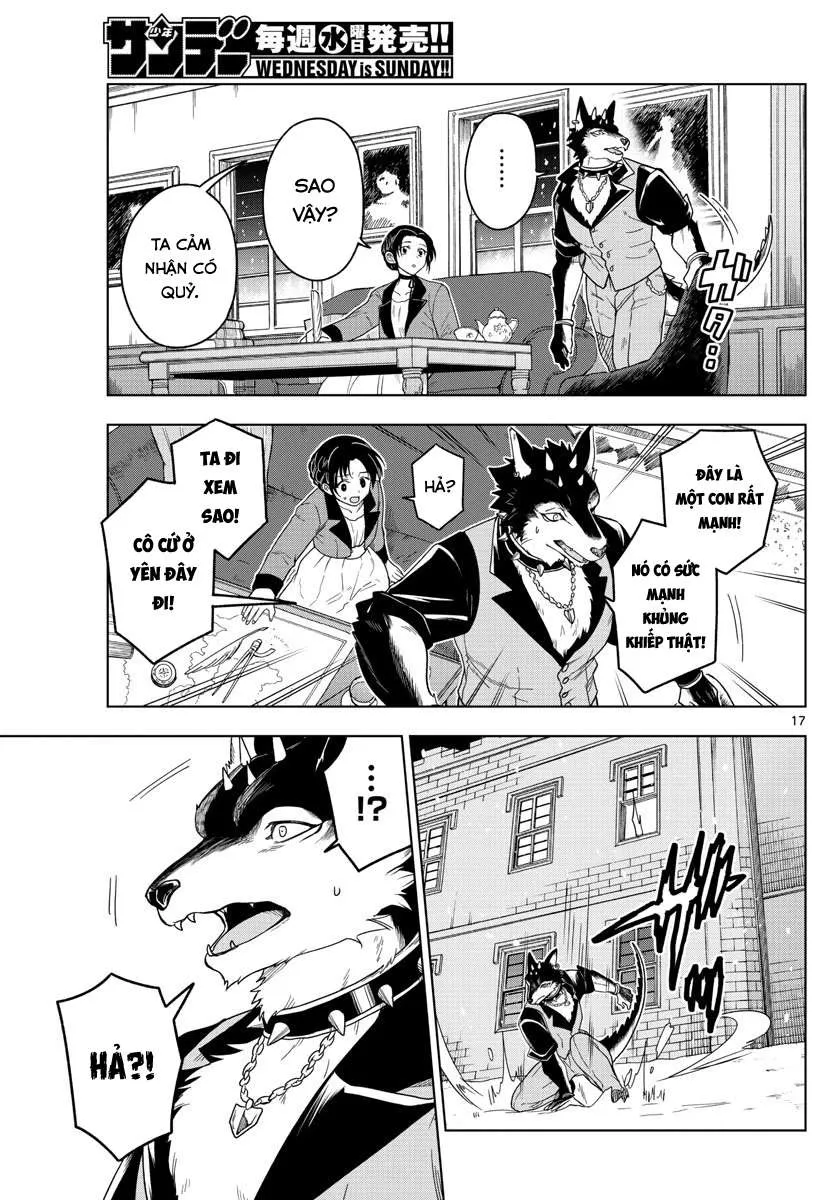 少年
サンデー 毎週水曜日発売!!
WEDNESDAY is SUNDAY!!
……
SAO
VẬY?
TA CẢM
NHẬN CÓ
QUỶ.
ガタ…
ĐÂY LÀ
MỘT CON RẤT
MẠNH!
NÓ CÓ SỨC
MẠNH
KHỦNG
KHIẾP THẬT!
HẢ?
TA ĐI
XEM
SAO!
CÔ CỨ Ở
YÊN ĐÂY
ĐI!
17
…!?
HẢ?!